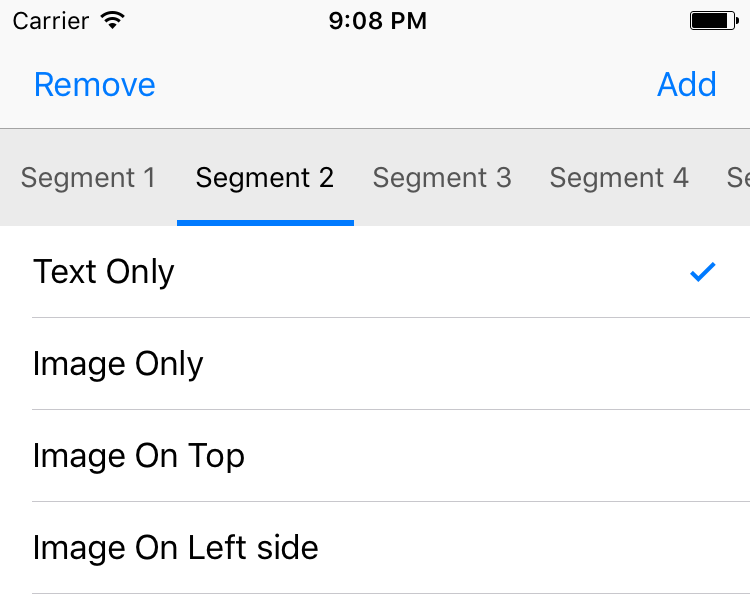 Carrier 9:08 PM
Remove Add
Segment 1 Segment 2 Segment 3 Segment 4 Se
Text Only
Image Only
Image On Top
Image On Left side